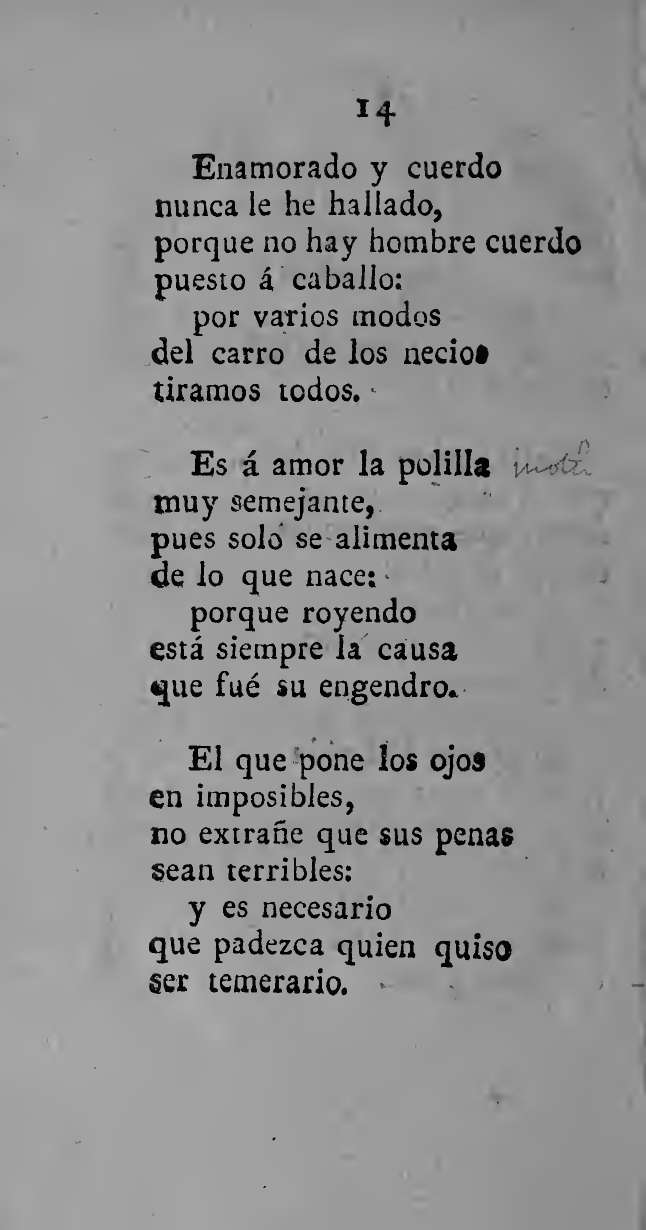 14
Enamorado y cuerdo
nunca le he hallado,
porque no hay hombre cuerdo
puesto á caballo:
por varios modos
del carro de los necios
tiramos todos.
Es á amor la polilla moth
muy semejante,
pues solo se alimenta
de lo que nace:
porque royendo
está siempre la causa
que fué su engendro.
El que pone los ojos
en imposibles,
no extrañe que sus penas
sean terribles:
y es necesario
que padezca quien quiso
ser temerario.